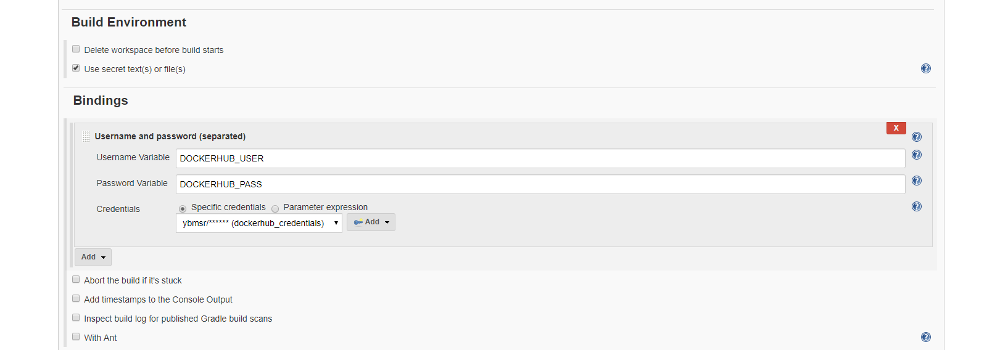 Build Environment
Delete workspace before build starts
Use secret text(s) or file(s)
Bindings
X
Username and password (separated)
Username Variable DOCKERHUB_USER
Password Variable DOCKERHUB_PASS
Credentials Specific credentials Parameter expression
ybmsr/****** (dockerhub_credentials) Add
Add
Abort the build if it's stuck
Add timestamps to the Console Output
Inspect build log for published Gradle build scans
With Ant